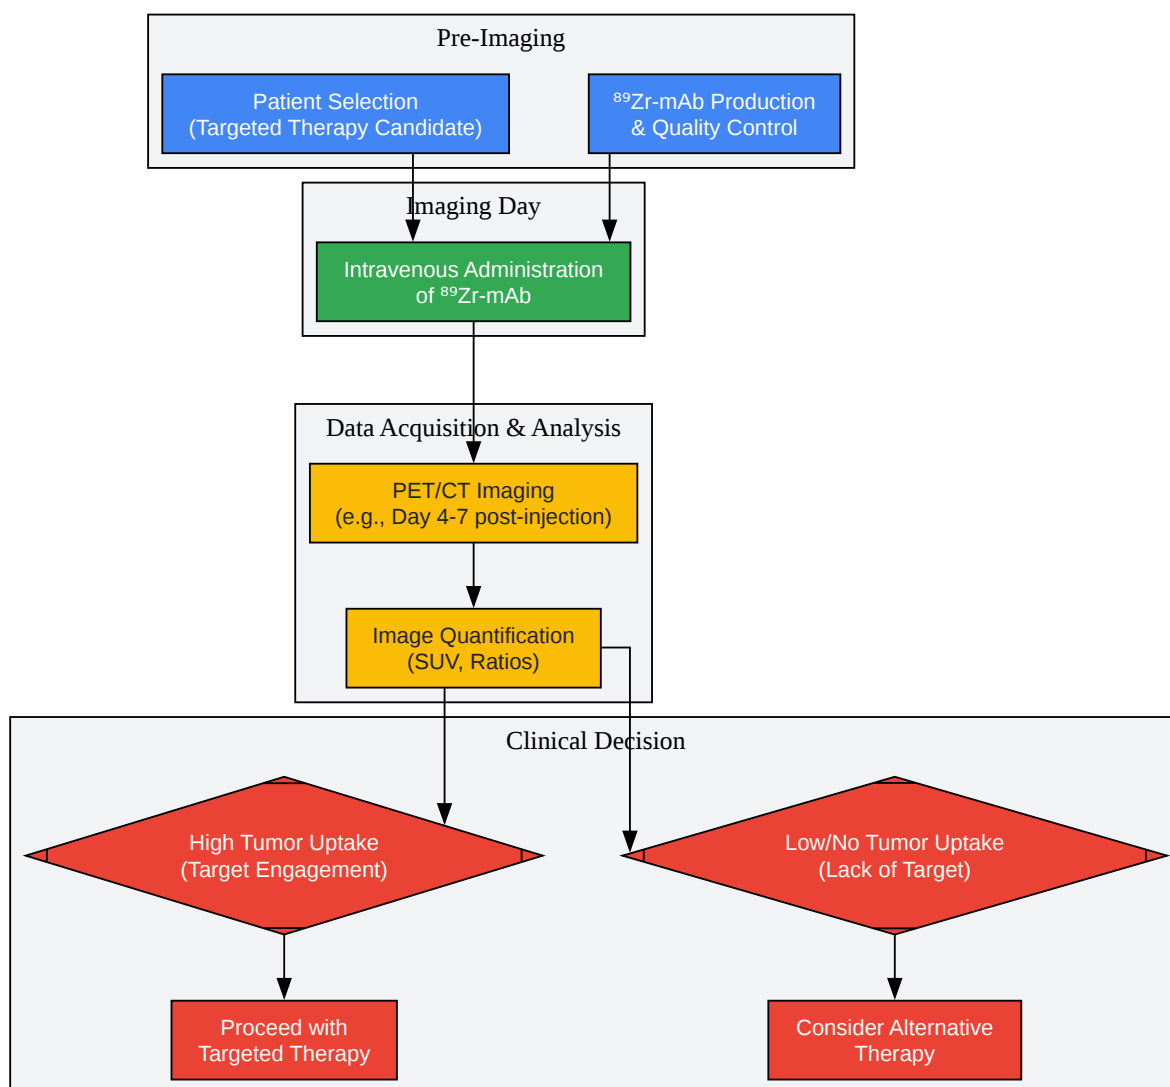 Pre-Imaging
Patient Selection
(Targeted Therapy Candidate)
⁸⁹Zr-mAb Production
& Quality Control
Imaging Day
Intravenous Administration
of ⁸⁹Zr-mAb
Data Acquisition & Analysis
PET/CT Imaging
(e.g., Day 4-7 post-injection)
Image Quantification
(SUV, Ratios)
Clinical Decision
High Tumor Uptake
(Target Engagement)
Low/No Tumor Uptake
(Lack of Target)
Proceed with
Targeted Therapy
Consider Alternative
Therapy